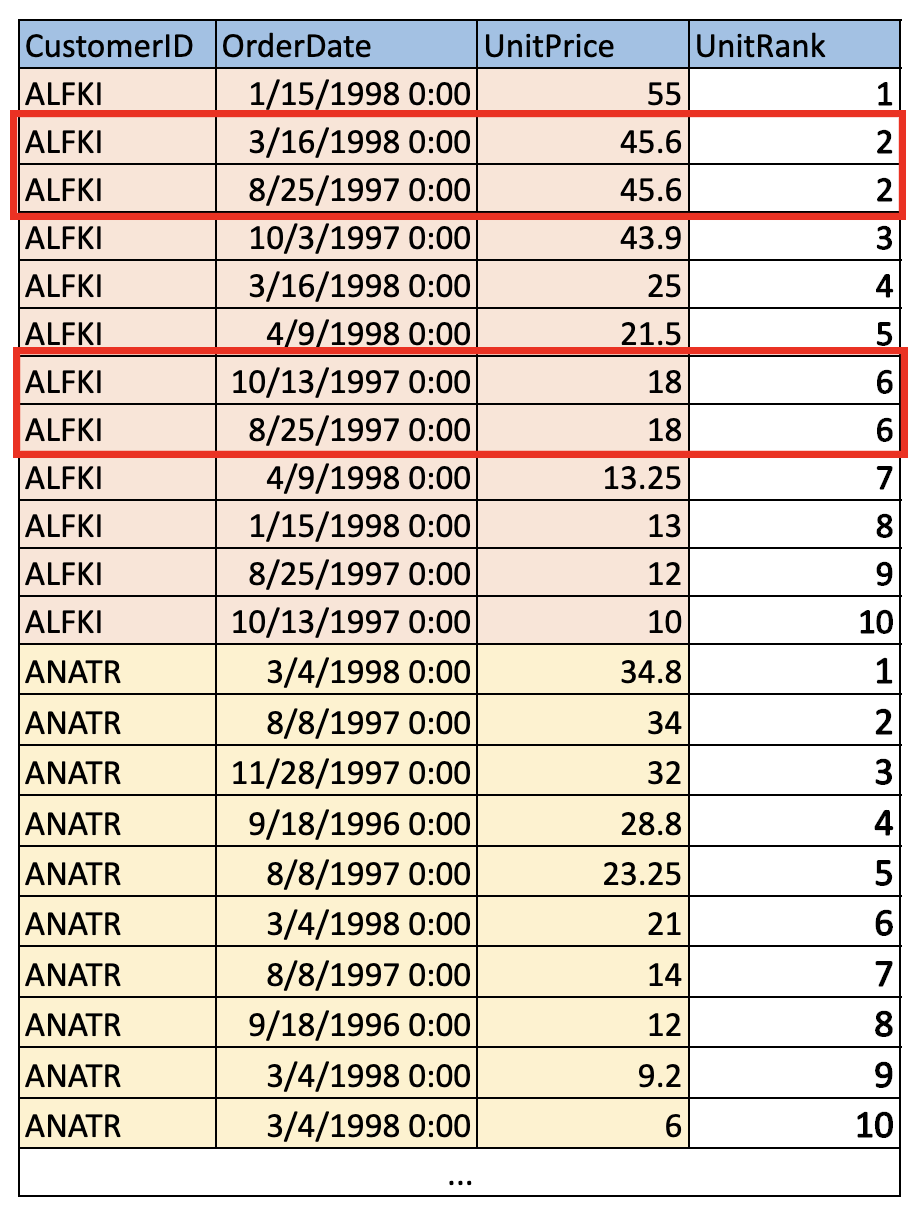 CustomerID OrderDate UnitPrice UnitRank
ALFKI 1/15/1998 0:00 55 1
ALFKI 3/16/1998 0:00 45.6 2
ALFKI 8/25/1997 0:00 45.6 2
ALFKI 10/3/1997 0:00 43.9 3
ALFKI 3/16/1998 0:00 25 4
ALFKI 4/9/1998 0:00 21.5 5
ALFKI 10/13/1997 0:00 18 6
ALFKI 8/25/1997 0:00 18 6
ALFKI 4/9/1998 0:00 13.25 7
ALFKI 1/15/1998 0:00 13 8
ALFKI 8/25/1997 0:00 12 9
ALFKI 10/13/1997 0:00 10 10
ANATR 3/4/1998 0:00 34.8 1
ANATR 8/8/1997 0:00 34 2
ANATR 11/28/1997 0:00 32 3
ANATR 9/18/1996 0:00 28.8 4
ANATR 8/8/1997 0:00 23.25 5
ANATR 3/4/1998 0:00 21 6
ANATR 8/8/1997 0:00 14 7
ANATR 9/18/1996 0:00 12 8
ANATR 3/4/1998 0:00 9.2 9
ANATR 3/4/1998 0:00 6 10
...